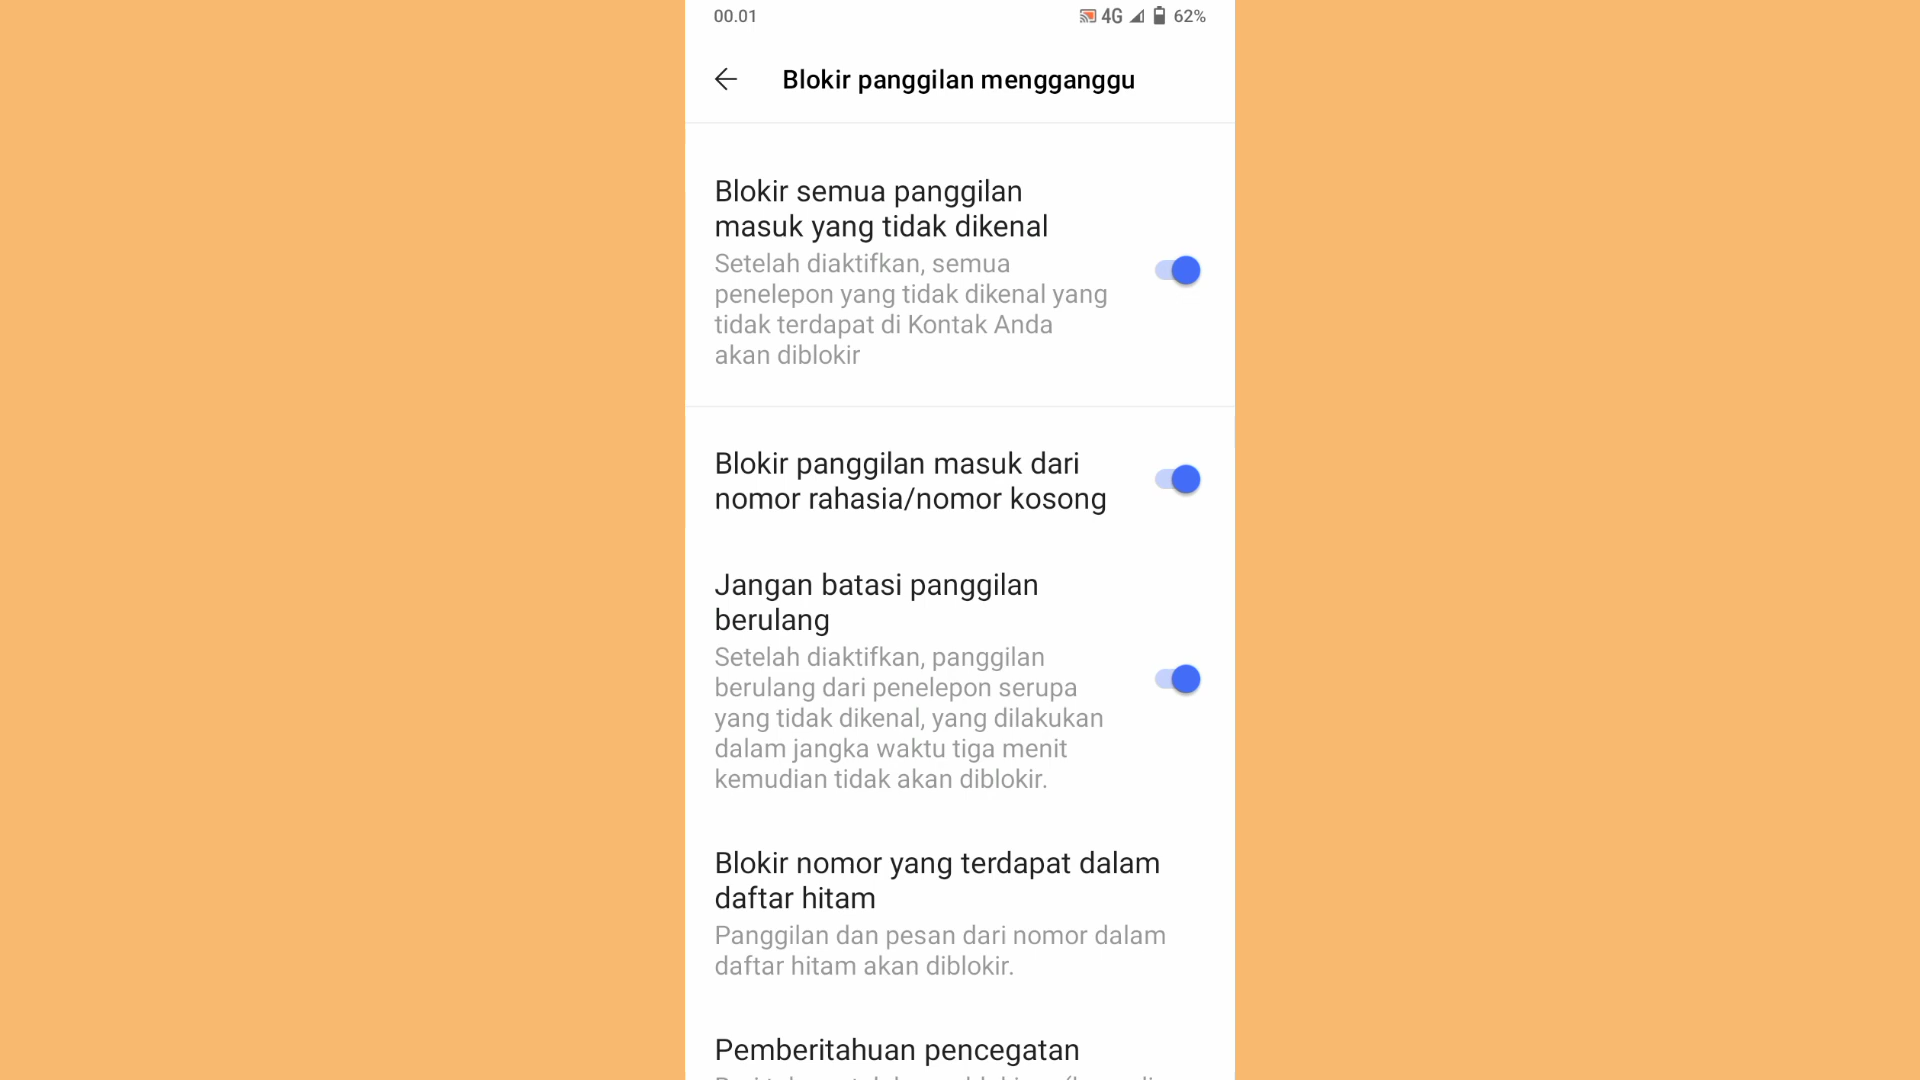 00.01 4G 62%
Blokir panggilan mengganggu
Blokir semua panggilan
masuk yang tidak dikenal
Setelah diaktifkan, semua
penelepon yang tidak dikenal yang
tidak terdapat di Kontak Anda
akan diblokir
Blokir panggilan masuk dari
nomor rahasia/nomor kosong
Jangan batasi panggilan
berulang
Setelah diaktifkan, panggilan
berulang dari penelepon serupa
yang tidak dikenal, yang dilakukan
dalam jangka waktu tiga menit
kemudian tidak akan diblokir.
Blokir nomor yang terdapat dalam
daftar hitam
Panggilan dan pesan dari nomor dalam
daftar hitam akan diblokir.
Pemberitahuan pencegatan